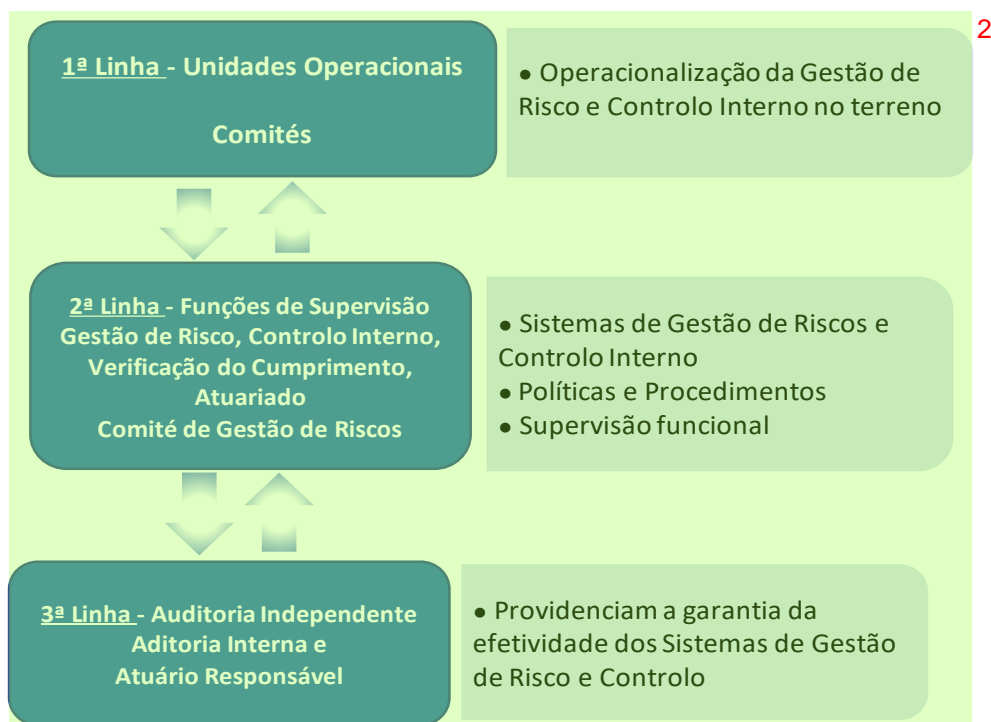 2
1ª Linha - Unidades Operacionais
Comités
● Operacionalização da Gestão de
Risco e Controlo Interno no terreno
2ª Linha - Funções de Supervisão
Gestão de Risco, Controlo Interno,
Verificação do Cumprimento,
Atuariado
Comité de Gestão de Riscos
● Sistemas de Gestão de Riscos e
Controlo Interno
● Políticas e Procedimentos
● Supervisão funcional
3ª Linha - Auditoria Independente
Aditoria Interna e
Atuário Responsável
● Providenciam a garantia da
efetividade dos Sistemas de Gestão
de Risco e Controlo